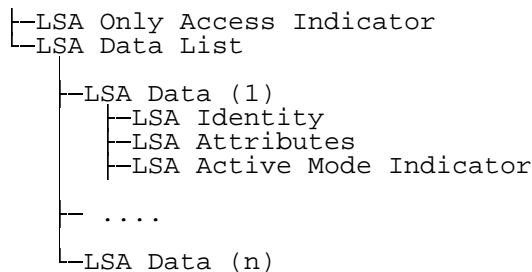 LSA Only Access Indicator
LSA Data List
LSA Data (1)
LSA Identity
LSA Attributes
LSA Active Mode Indicator
....
LSA Data (n)